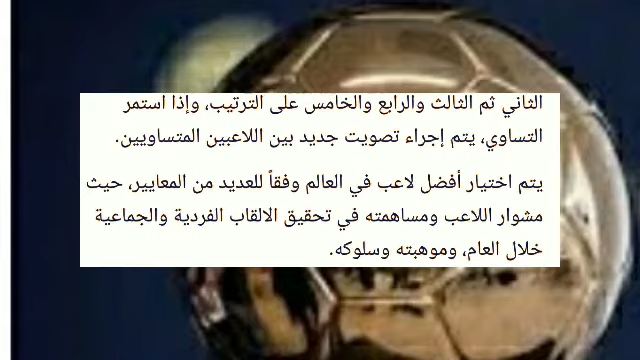 الثاني ثم الثالث والرابع والخامس على الترتيب، وإذا استمر
التساوي، يتم إجراء تصويت جديد بين اللاعبين المتساويين.
يتم اختيار أفضل لاعب في العالم وفقاً للعديد من المعايير، حيث
مشوار اللاعب ومساهمته في تحقيق الالقاب الفردية والجماعية
خلال العام، وموهبته وسلوكه.